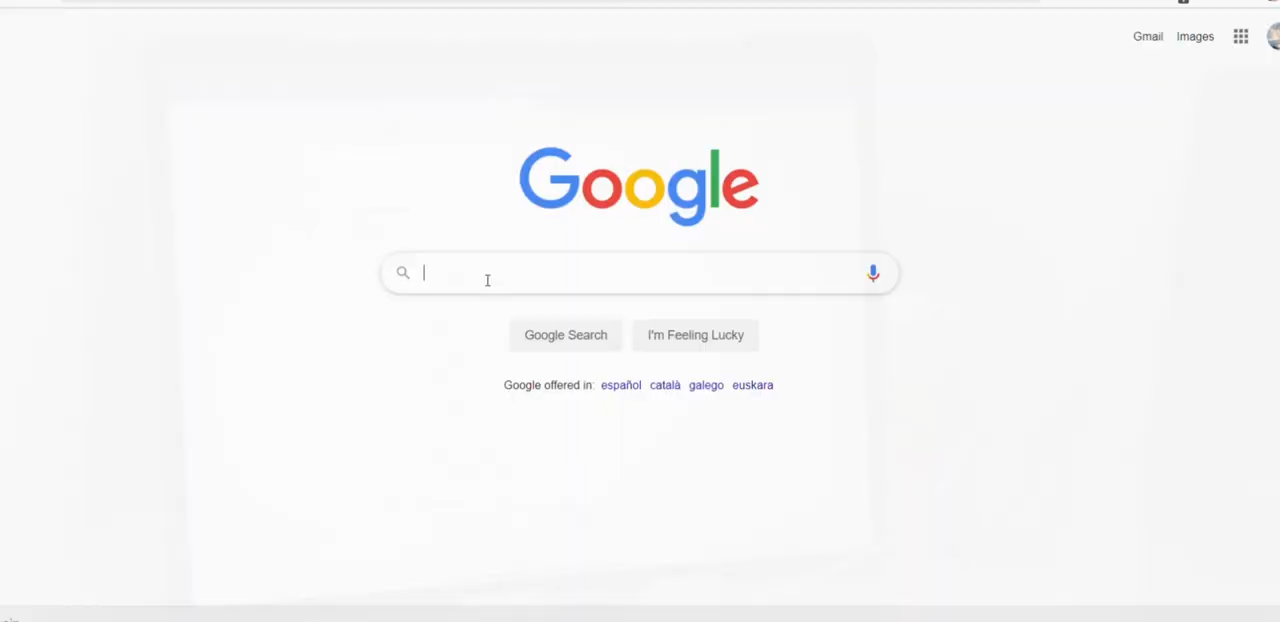 Gmail Images
Google
Google Search I'm Feeling Lucky
Google offered in: español català galego euskara